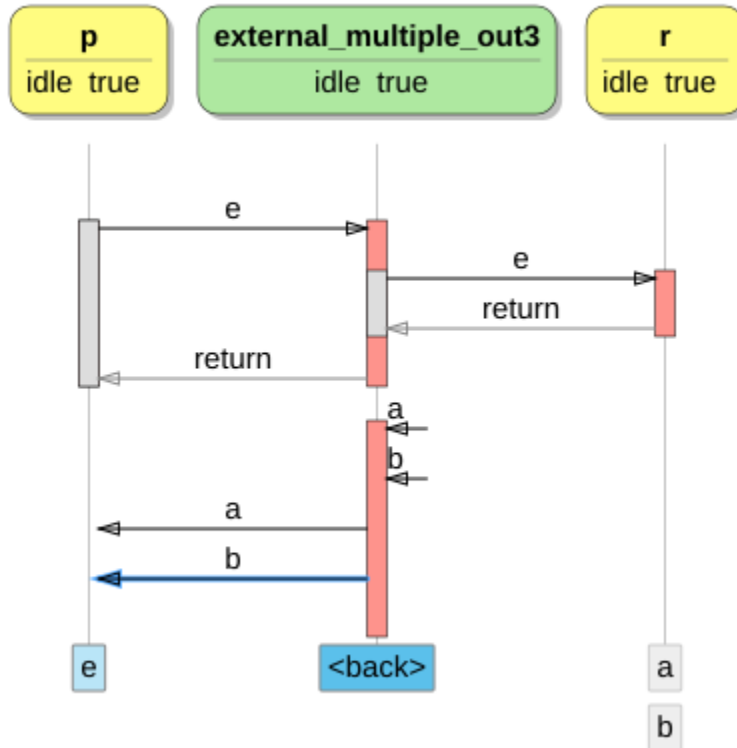 p
external_multiple_out3
r
idle true
idle true
idle true
e
e
return
return
a
b
a
b
e
<back>
a
b